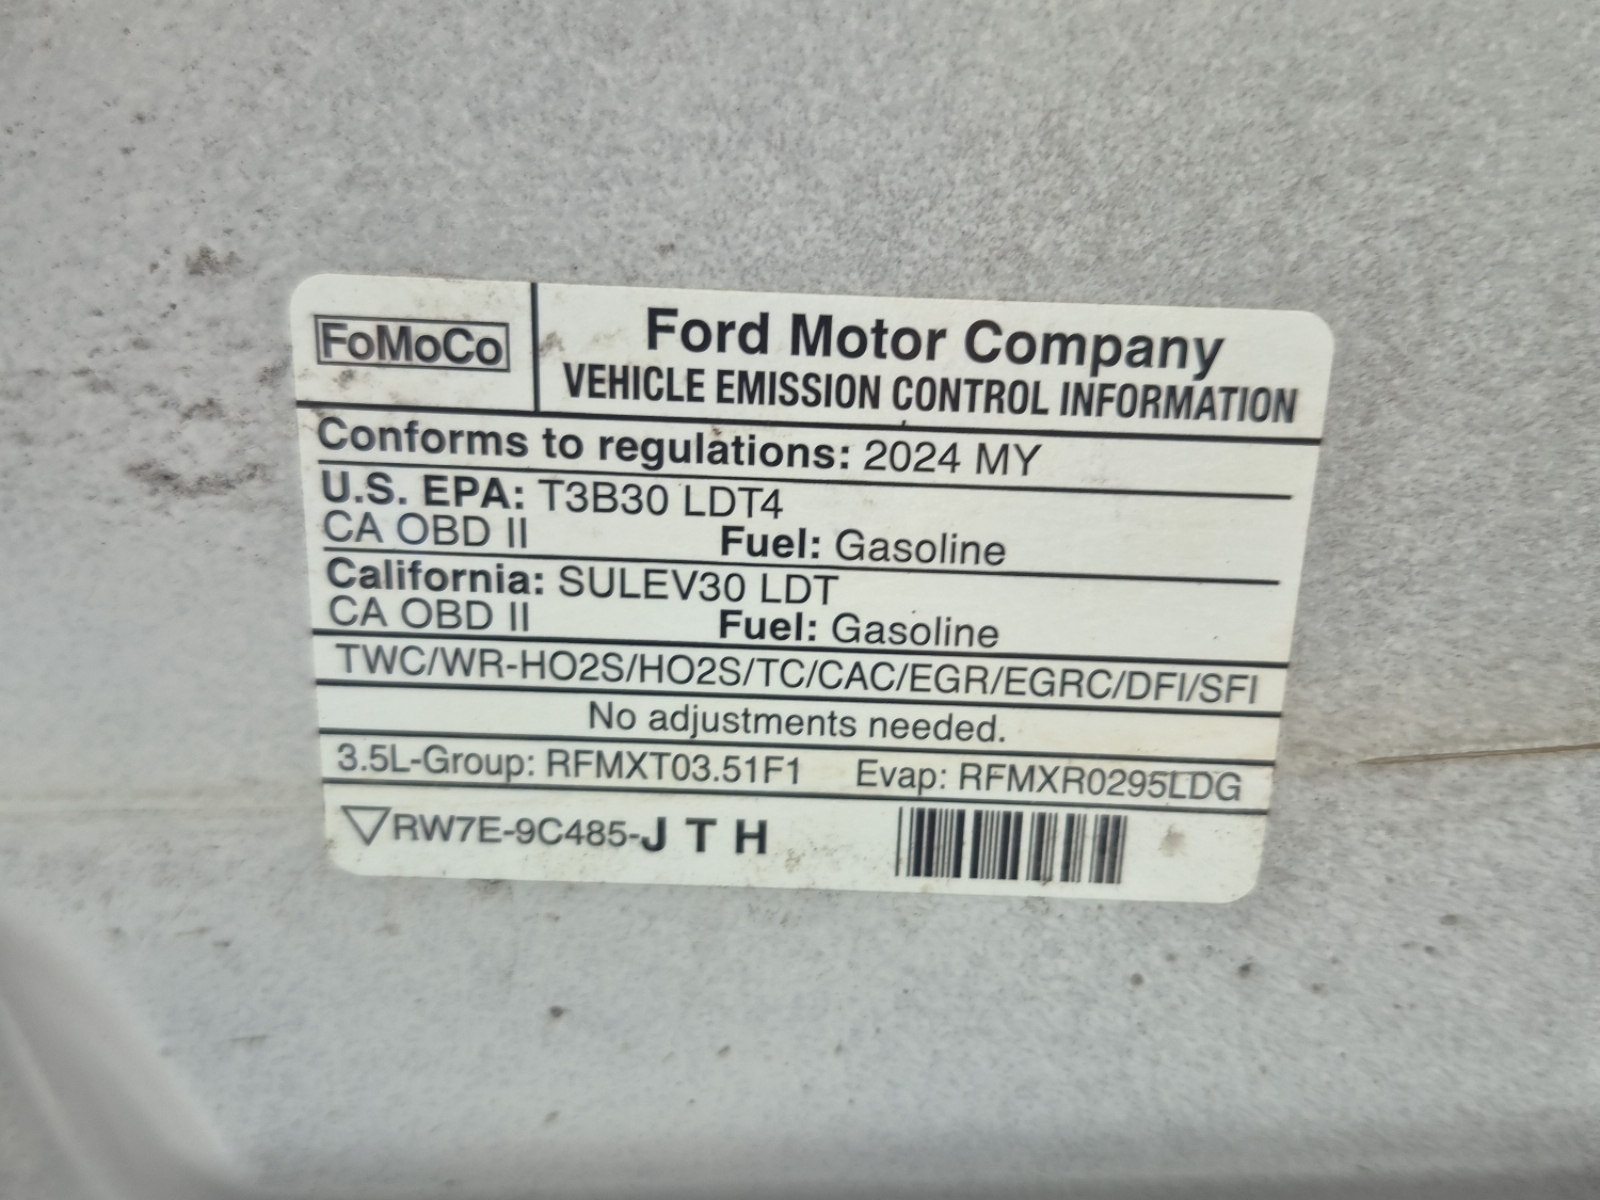 FoMoCo
Ford Motor Company
VEHICLE EMISSION CONTROL INFORMATION
Conforms to regulations: 2024 MY
U.S. EPA: T3B30 LDT4
CA OBD II Fuel: Gasoline
California: SULEV30 LDT
CA OBD II Fuel: Gasoline
TWC/WR-HO2S/HO2S/TC/CAC/EGR/EGRC/DFI/SFI
No adjustments needed.
3.5L-Group: RFMXT03.51F1 Evap: RFMXR0295LDG
RW7E-9C485-J T H